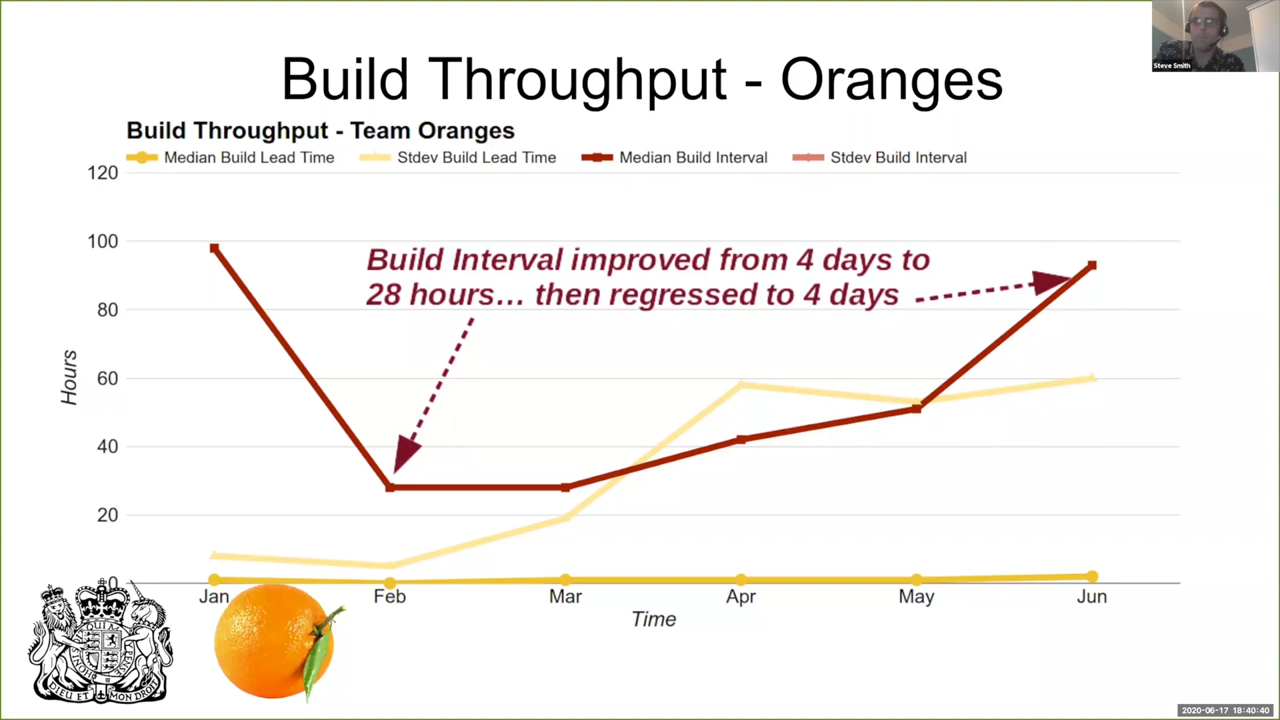 Steve Smith
Build Throughput - Oranges
Build Throughput - Team Oranges
Median Build Lead Time Stdev Build Lead Time Median Build Interval Stdev Build Interval
120
100
80
60
40
20
0
Hours
Build Interval improved from 4 days to
28 hours… then regressed to 4 days
Jan Feb Mar Apr May Jun
Time
DIEU ET MON DROIT
2020-06-17 18:40:40